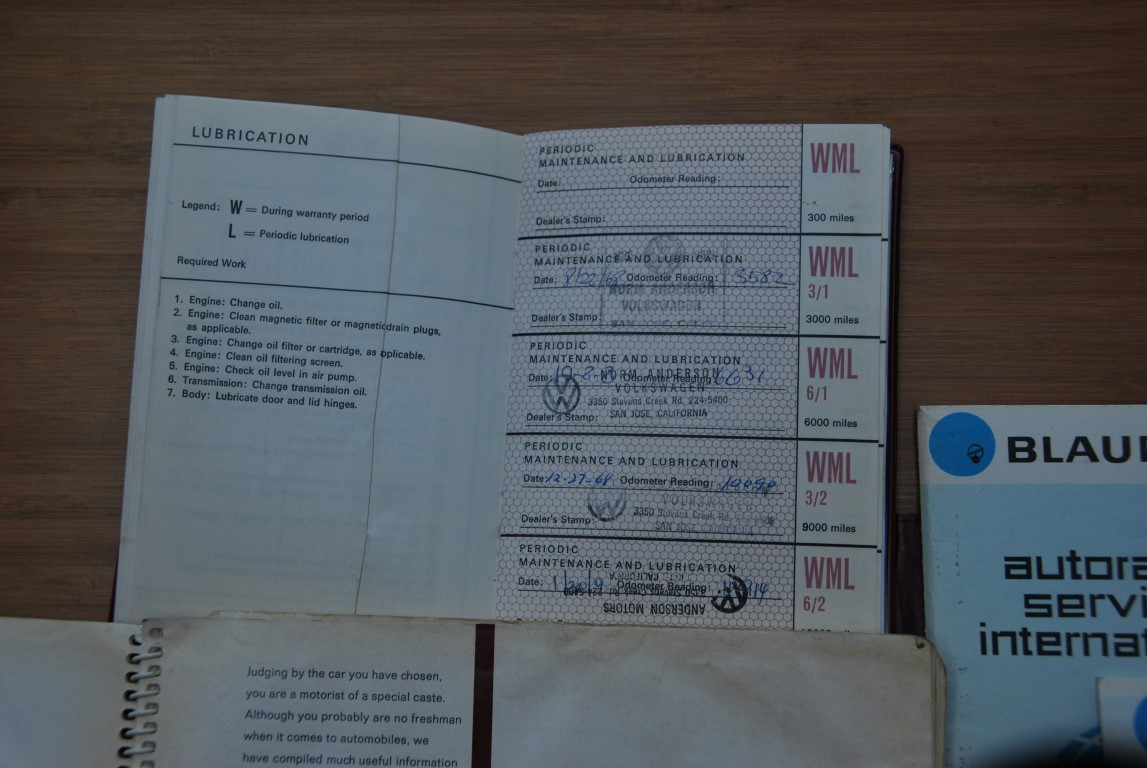 LUBRICATION
Legend: W = During warranty period
L = Periodic lubrication
Required Work
1. Engine: Change oil.
2. Engine: Clean magnetic filter or magneticdrain plugs,
as applicable.
3. Engine: Change oil filter or cartridge, as pplicable.
4. Engine: Clean oil filtering screen.
5. Engine: Check oil level in air pump.
6. Transmission: Change transmission oil.
7. Body: Lubricate door and lid hinges.
PERIODIC
MAINTENANCE AND LUBRICATION
Date: Odometer Reading:
Dealer's Stamp:
WML
300 miles
PERIODIC
MAINTENANCE AND LUBRICATION
Date: Odometer Reading: 3582
NORM ANDERSON
VOLKSWAGEN
Dealer's Stamp:
WML
3/1
3000 miles
PERIODIC
MAINTENANCE AND LUBRICATION
NORM ANDERSON
Date: Odometer Reading: 6631
VOLKSWAGEN
3350 Stevens Creek Rd. 224-5400
Dealer's Stamp: SAN JOSE, CALIFORNIA
WML
6/1
6000 miles
PERIODIC
MAINTENANCE AND LUBRICATION
Date: 12-27-68 Odometer Reading:
VOLKSWAGEN
3350 Stevens Creek Rd.
Dealer's Stamp: SAN JOSE
WML
3/2
9000 miles
PERIODIC
MAINTENANCE AND LUBRICATION
Date: Odometer Reading:
ANDERSON MOTORS
WML
6/2
Judging by the car you have chosen,
you are a motorist of a special caste.
Although you probably are no freshman
when it comes to automobiles, we
have compiled much useful information
BLAU
autora
servi
internat